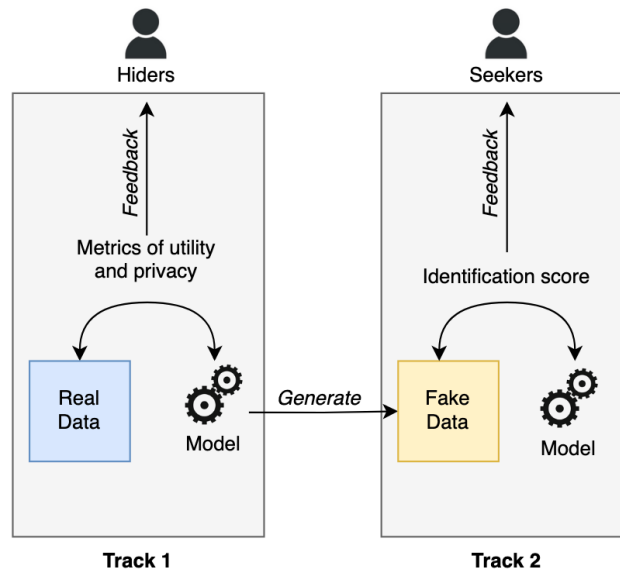 Hiders
Feedback
Metrics of utility
and privacy
Real
Data
Model
Track 1
Generate
Seekers
Feedback
Identification score
Fake
Data
Model
Track 2